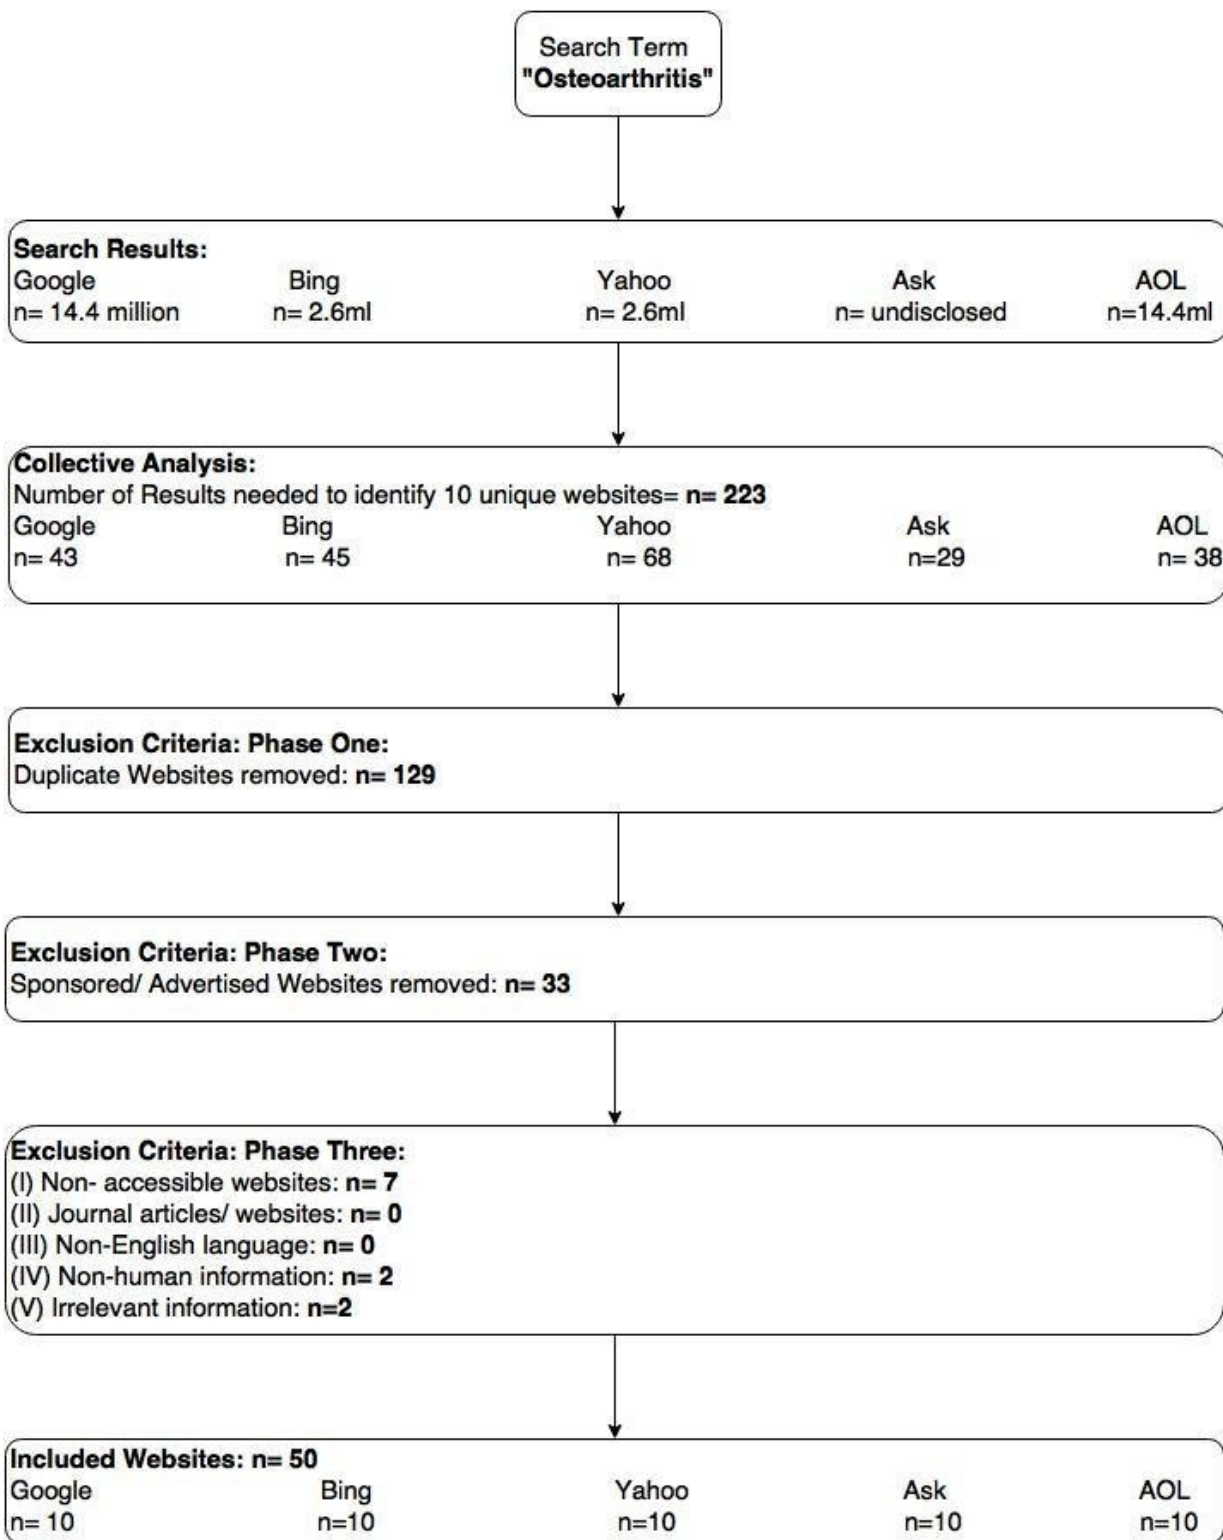 Search Term
"Osteoarthritis"
Search Results:
Google Bing Yahoo Ask AOL
n= 14.4 million n= 2.6ml n= 2.6ml n= undisclosed n=14.4ml
Collective Analysis:
Number of Results needed to identify 10 unique websites= n= 223
Google Bing Yahoo Ask AOL
n= 43 n= 45 n= 68 n=29 n= 38
Exclusion Criteria: Phase One:
Duplicate Websites removed: n= 129
Exclusion Criteria: Phase Two:
Sponsored/ Advertised Websites removed: n= 33
Exclusion Criteria: Phase Three:
(I) Non- accessible websites: n= 7
(II) Journal articles/ websites: n= 0
(III) Non-English language: n= 0
(IV) Non-human information: n= 2
(V) Irrelevant information: n=2
Included Websites: n= 50
Google Bing Yahoo Ask AOL
n= 10 n=10 n=10 n=10 n=10